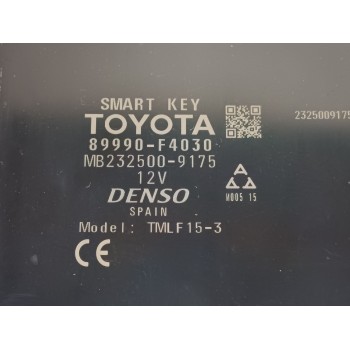 SMART KEY
TOYOTA
89990-F4030
MB232500-9175
12V
DENSO
SPAIN
Model: TMLF15-3
CE
M005 15
2325009175